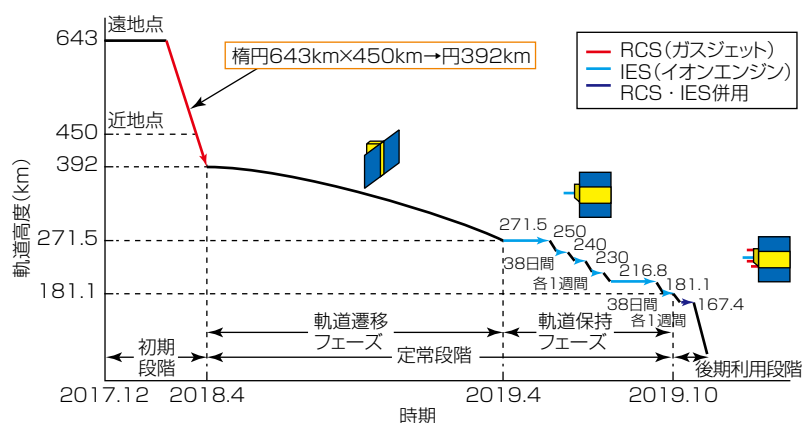 643
遠地点
楕円643km×450km→円392km
RCS(ガスジェット)
IES(イオンエンジン)
RCS・IES併用
近地点
450
392
軌道高度(km)
271.5
271.5
250
240
230
216.8
181.1
167.4
38日間
各1週間
38日間
各1週間
181.1
軌道遷移
フェーズ
軌道保持
フェーズ
初期
段階
定常段階
後期利用段階
2017.12
2018.4
2019.4
2019.10
時期